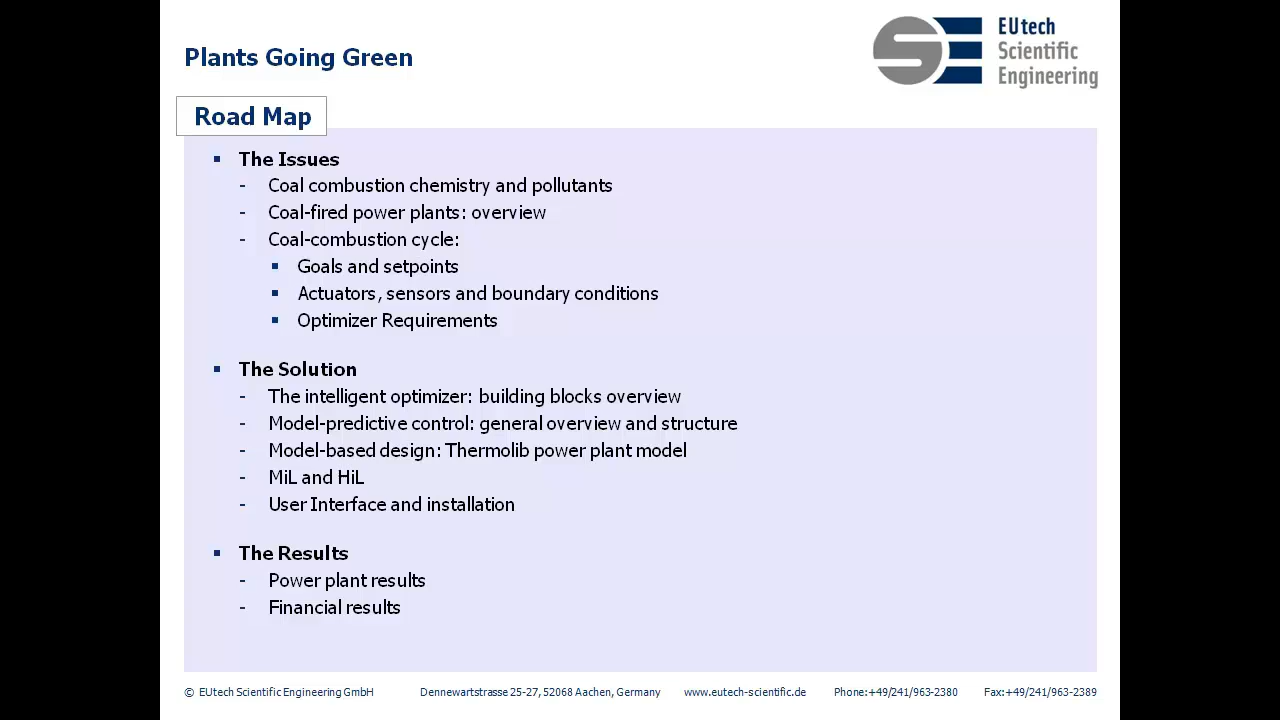 Plants Going Green
EUtech
Scientific
Engineering
Road Map
▪ The Issues
- Coal combustion chemistry and pollutants
- Coal-fired power plants: overview
- Coal-combustion cycle:
▪ Goals and setpoints
▪ Actuators, sensors and boundary conditions
▪ Optimizer Requirements
▪ The Solution
- The intelligent optimizer: building blocks overview
- Model-predictive control: general overview and structure
- Model-based design: Thermolib power plant model
- MiL and HiL
- User Interface and installation
▪ The Results
- Power plant results
- Financial results
© EUtech Scientific Engineering GmbH Dennewartstrasse 25-27, 52068 Aachen, Germany www.eutech-scientific.de Phone:+49/241/963-2380 Fax:+49/241/963-2389